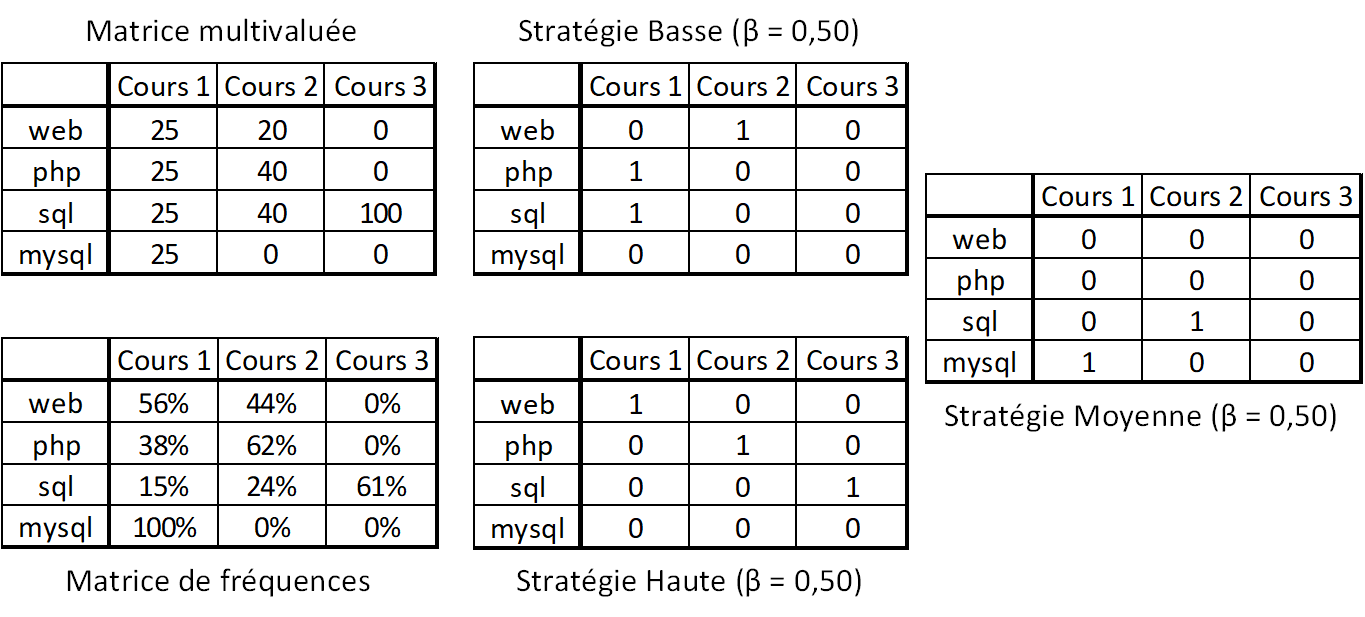 Matrice multivaluée
Cours 1 Cours 2 Cours 3
web 25 20 0
php 25 40 0
sql 25 40 100
mysql 25 0 0
Stratégie Basse (β = 0,50)
Cours 1 Cours 2 Cours 3
web 0 1 0
php 1 0 0
sql 1 0 0
mysql 0 0 0
Cours 1 Cours 2 Cours 3
web 56% 44% 0%
php 38% 62% 0%
sql 15% 24% 61%
mysql 100% 0% 0%
Matrice de fréquences
Cours 1 Cours 2 Cours 3
web 1 0 0
php 0 1 0
sql 0 0 1
mysql 0 0 0
Stratégie Haute (β = 0,50)
Cours 1 Cours 2 Cours 3
web 0 0 0
php 0 0 0
sql 0 1 0
mysql 1 0 0
Stratégie Moyenne (β = 0,50)